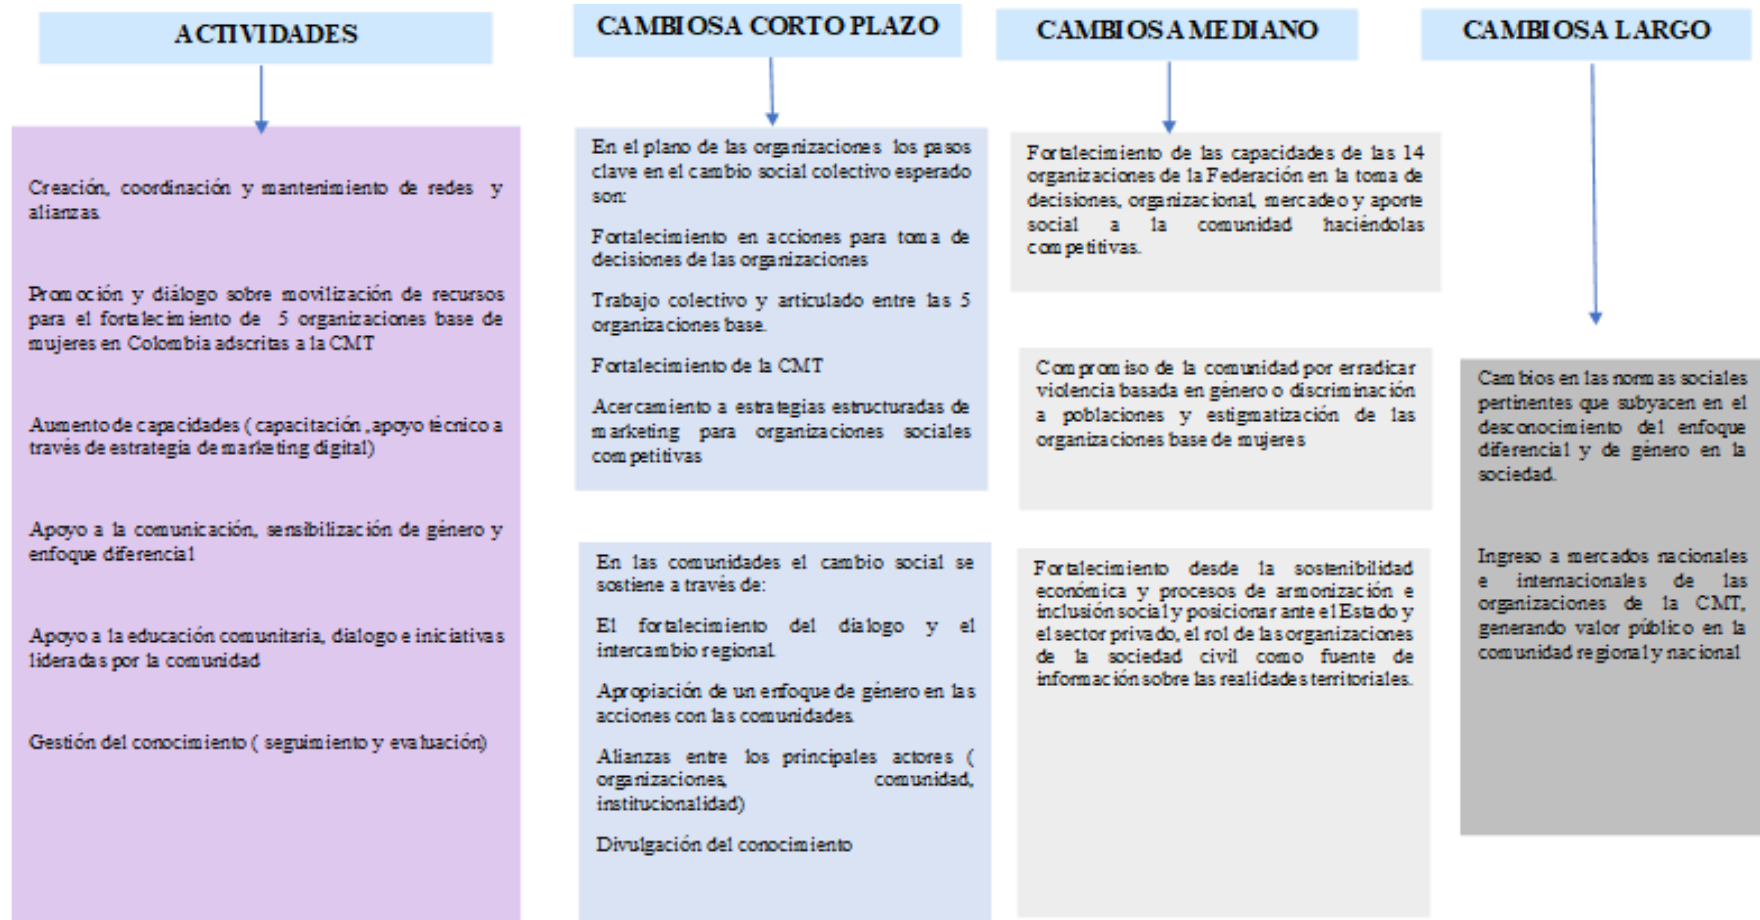 ACTIVIDADES
Creación, coordinación y mantenimiento de redes y
alianzas.
Promoción y diálogo sobre movilización de recursos
para el fortalecimiento de 5 organizaciones base de
mujeres en Colombia adscritas a la CMT
Aumento de capacidades ( capacitación ,apoyo técnico a
través de estrategia de marketing digital)
Apoyo a la comunicación, sensibilización de género y
enfoque diferencial
Apoyo a la educación comunitaria, dialogo e iniciativas
lideradas por la comunidad
Gestión del conocimiento ( seguimiento y evaluación)
CAMBIOSA CORTO PLAZO
En el plano de las organizaciones los pasos
clave en el cambio social colectivo esperado
son:
Fortalecimiento en acciones para toma de
decisiones de las organizaciones
Trabajo colectivo y articulado entre las 5
organizaciones base.
Fortalecimiento de la CMT
Acercamiento a estrategias estructuradas de
marketing para organizaciones sociales
competitivas
En las comunidades el cambio social se
sostiene a través de:
El fortalecimiento del dialogo y el
intercambio regional.
Apropiación de un enfoque de género en las
acciones con las comunidades.
Alianzas entre los principales actores (
organizaciones, comunidad,
institucionalidad)
Divulgación del conocimiento
CAMBIOSA MEDIANO
Fortalecimiento de las capacidades de las 14
organizaciones de la Federación en la toma de
decisiones, organizacional, mercadeo y aporte
social a la comunidad haciéndolas
competitivas.
Compromiso de la comunidad por erradicar
violencia basada en género o discriminación
a poblaciones y estigmatización de las
organizaciones base de mujeres
Fortalecimiento desde la sostenibilidad
económica y procesos de armonización e
inclusión social y posicionar ante el Estado y
el sector privado, el rol de las organizaciones
de la sociedad civil como fuente de
información sobre las realidades territoriales.
CAMBIOSA LARGO
Cambios en las normas sociales
pertinentes que subyacen en el
desconocimiento del enfoque
diferencial y de género en la
sociedad.
Ingreso a mercados nacionales
e internacionales de las
organizaciones de la CMT,
generando valor público en la
comunidad regional y nacional